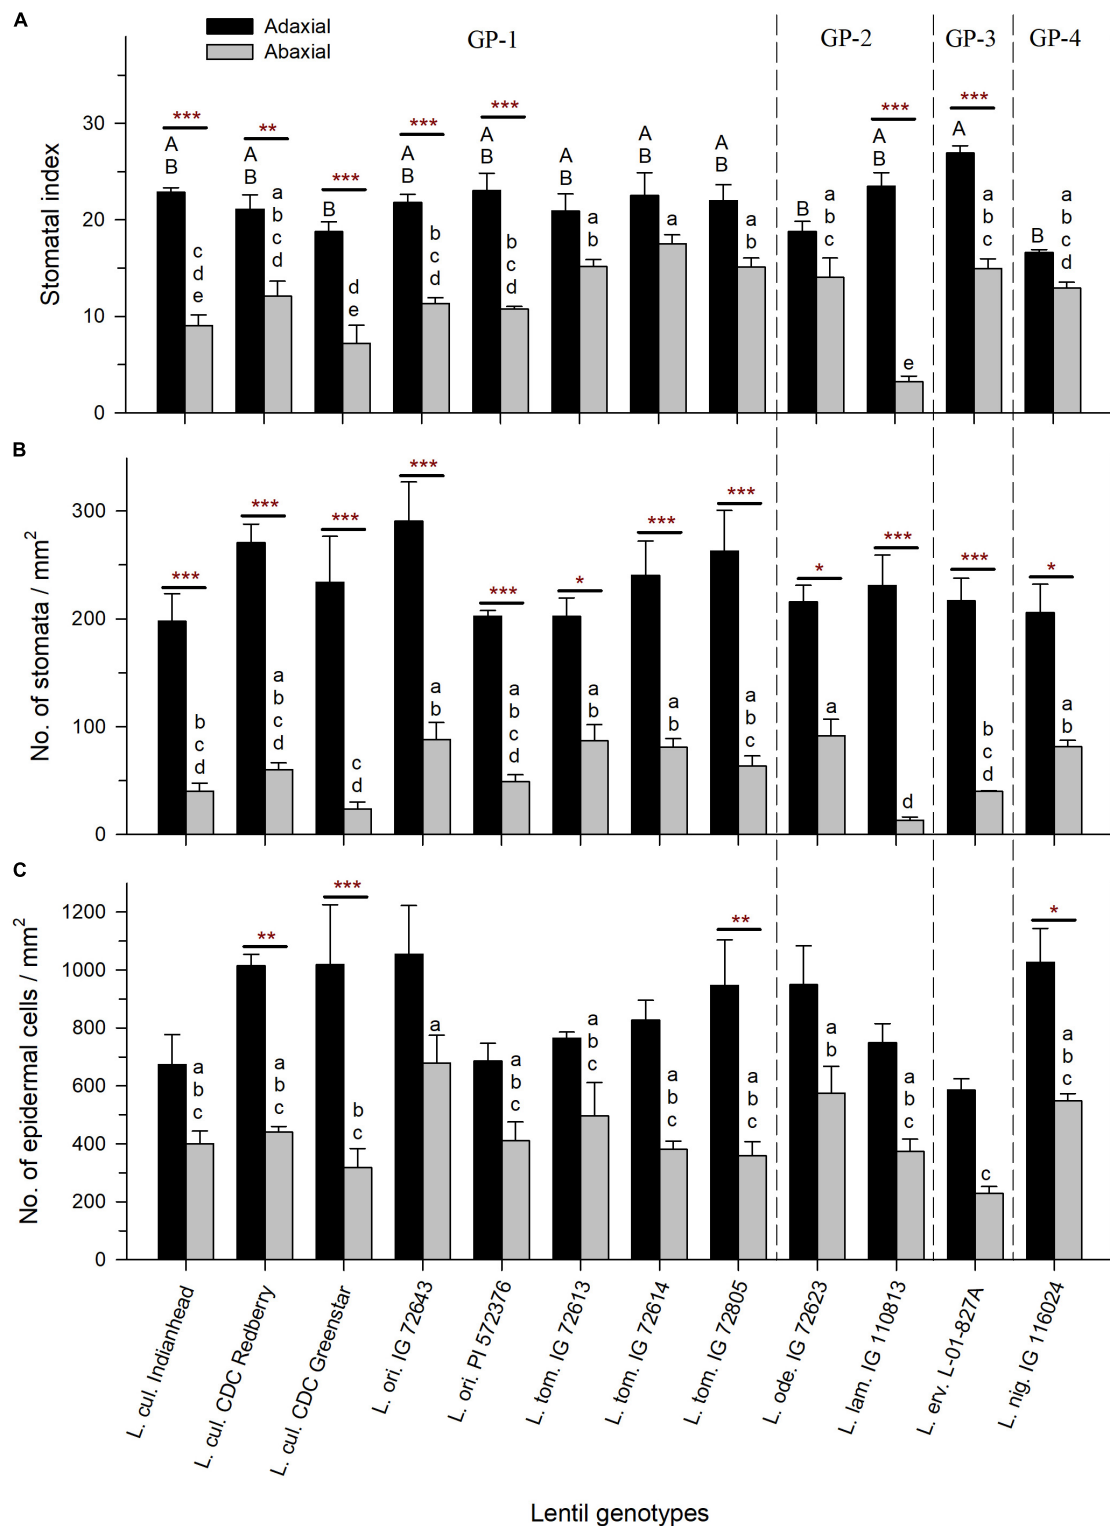 A
Adaxial
Abaxial
GP-1
GP-2
GP-3
GP-4
Stomatal index
30
20
10
0
***
**
***
***
***
***
***
A
B
c
d
e
A
B
a
b
c
d
B
d
e
A
B
b
c
d
A
B
b
c
d
A
B
a
b
A
B
a
A
B
a
b
B
a
b
c
A
B
e
A
a
b
c
B
a
b
c
d
B
No. of stomata / mm2
300
200
100
0
***
***
***
***
***
*
***
***
*
***
***
*
b
c
d
a
b
c
d
c
d
a
b
a
b
c
d
a
b
a
b
a
b
c
a
d
b
c
d
a
b
C
No. of epidermal cells / mm2
1200
1000
800
600
400
200
0
**
***
**
*
a
b
c
a
b
c
b
c
a
a
b
c
a
b
c
a
b
c
a
b
c
a
b
a
b
c
c
a
b
c
L. cul. Indianhead
L. cul. CDC Redberry
L. cul. CDC Greenstar
L. ori. IG 72643
L. ori. PI 572376
L. tom. IG 72613
L. tom. IG 72614
L. tom. IG 72805
L. ode. IG 72623
L. lam. IG 110813
L. erv. L-01-827A
L. nig. IG 116024
Lentil genotypes